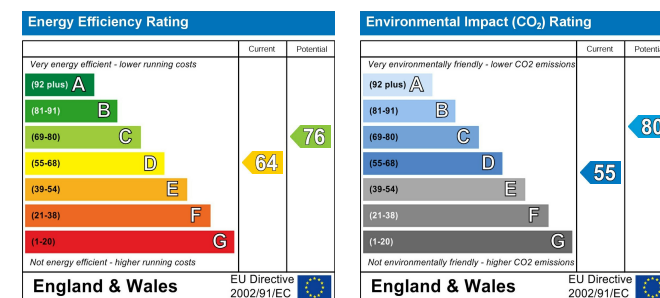 Energy Efficiency Rating
Current Potential
Very energy efficient - lower running costs
(92 plus) A
(81-91) B
(69-80) C
(55-68) D
(39-54) E
(21-38) F
(1-20) G
64
76
Not energy efficient - higher running costs
England & Wales
EU Directive
2002/91/EC
Environmental Impact (CO₂) Rating
Current Potentia
Very environmentally friendly - lower CO2 emissions
(92 plus) A
(81-91) B
(69-80) C
(55-68) D
(39-54) E
(21-38) F
(1-20) G
55
80
Not environmentally friendly - higher CO2 emissions
England & Wales
EU Directive
2002/91/EC